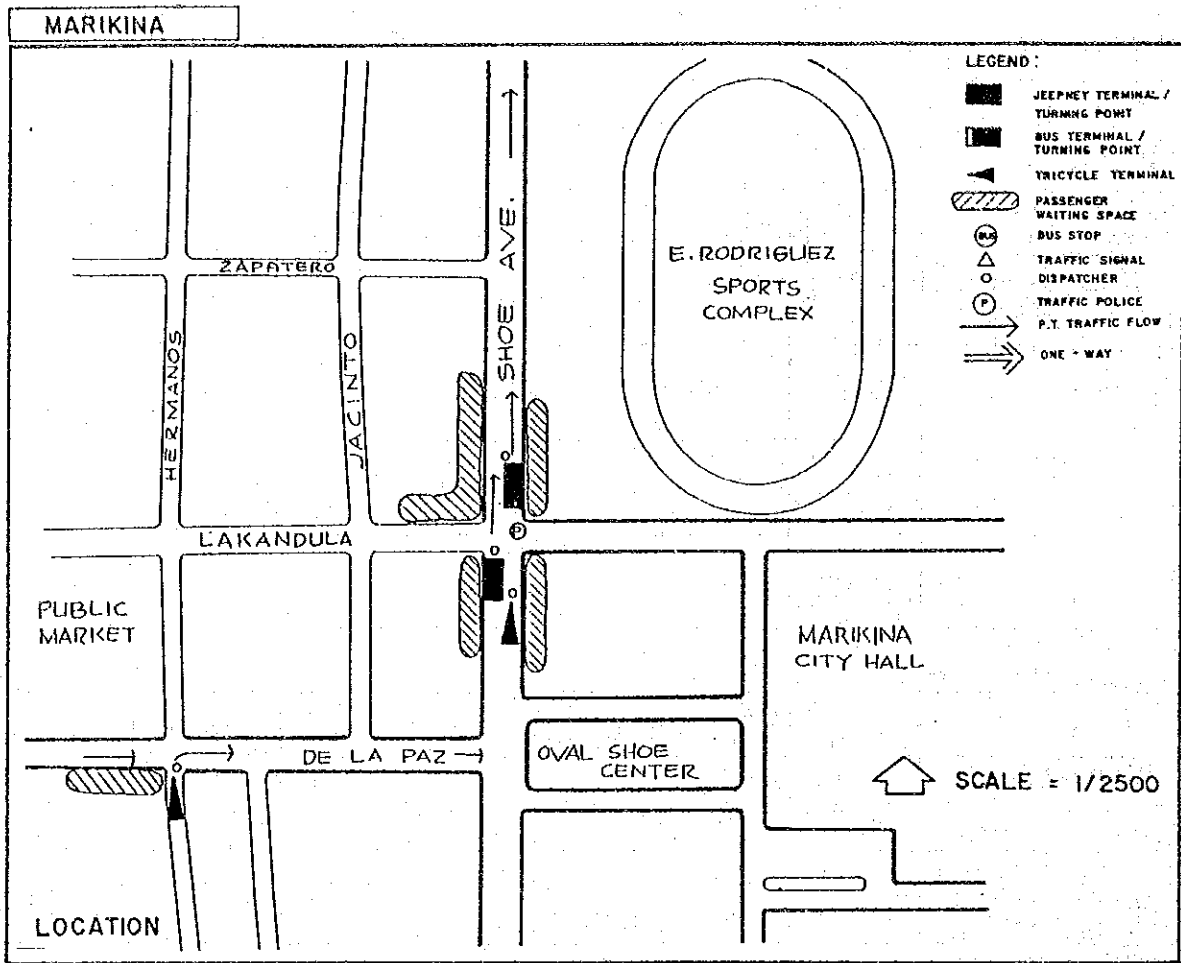 MARIKINA
LEGEND :
JEEPNEY TERMINAL /
TURNING POINT
BUS TERMINAL /
TURNING POINT
TRICYCLE TERMINAL
PASSENGER
WAITING SPACE
BUS
BUS STOP
TRAFFIC SIGNAL
DISPATCHER
P
TRAFFIC POLICE
P.T. TRAFFIC FLOW
ONE - WAY
SHOE AVE.
E. RODRIGUEZ
SPORTS
COMPLEX
ZAPATERO
HERMANOS
JACINTO
P
LAKANDULA
PUBLIC
MARKET
MARIKINA
CITY HALL
DE LA PAZ
OVAL SHOE
CENTER
SCALE = 1/2500
LOCATION